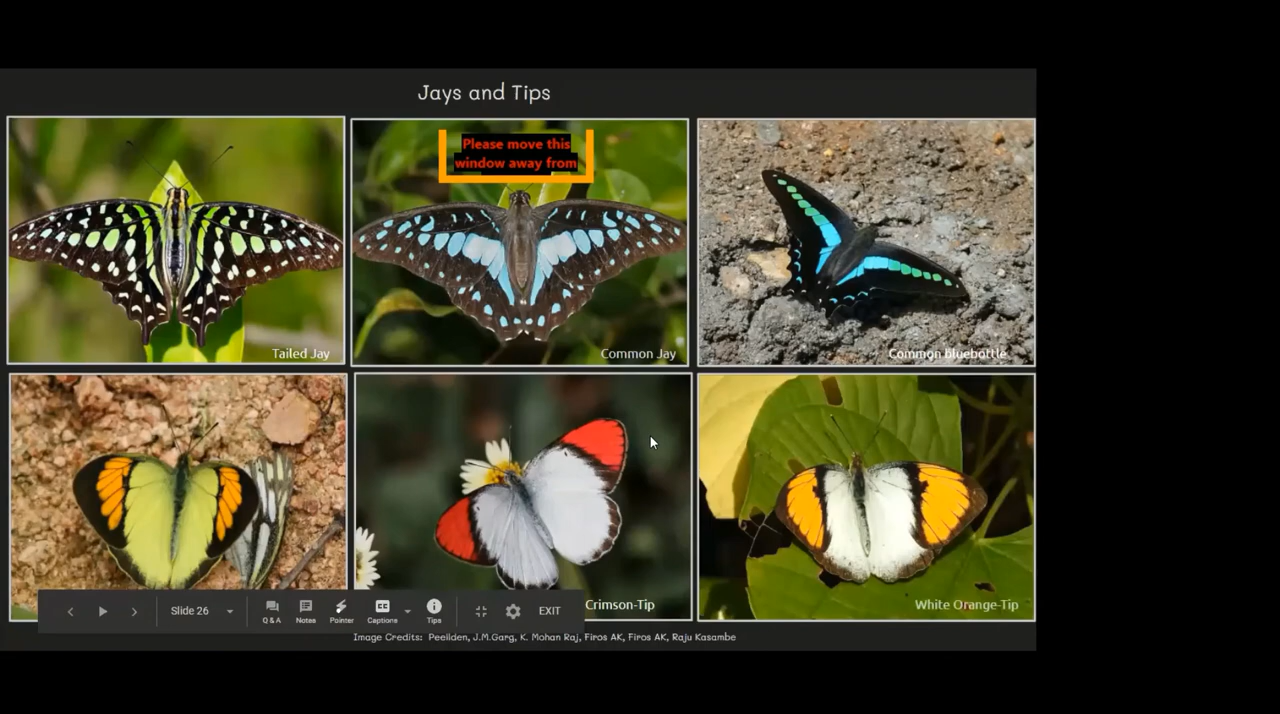 Jays and Tips
Please move this
window away from
Tailed Jay
Common Jay
Common bluebottle
Crimson-Tip
White Orange-Tip
Slide 26
Q & A
Notes
Pointer
Captions
Tips
EXIT
Image Credits: Peellden, J.M.Garg, K. Mohan Raj, Firos AK, Firos AK, Raju Kasambe